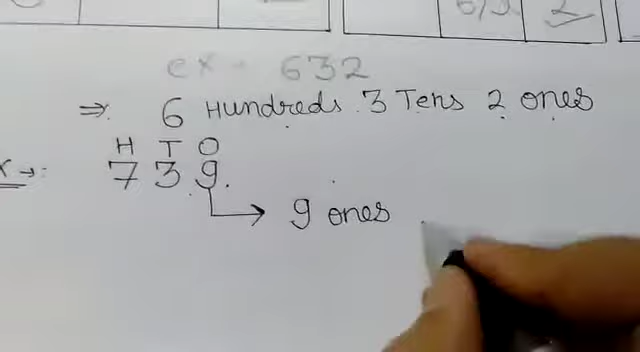 ex - 632
⇒ 6 Hundreds 3 Tens 2 ones
H T O
7 3 9
→ 9 ones